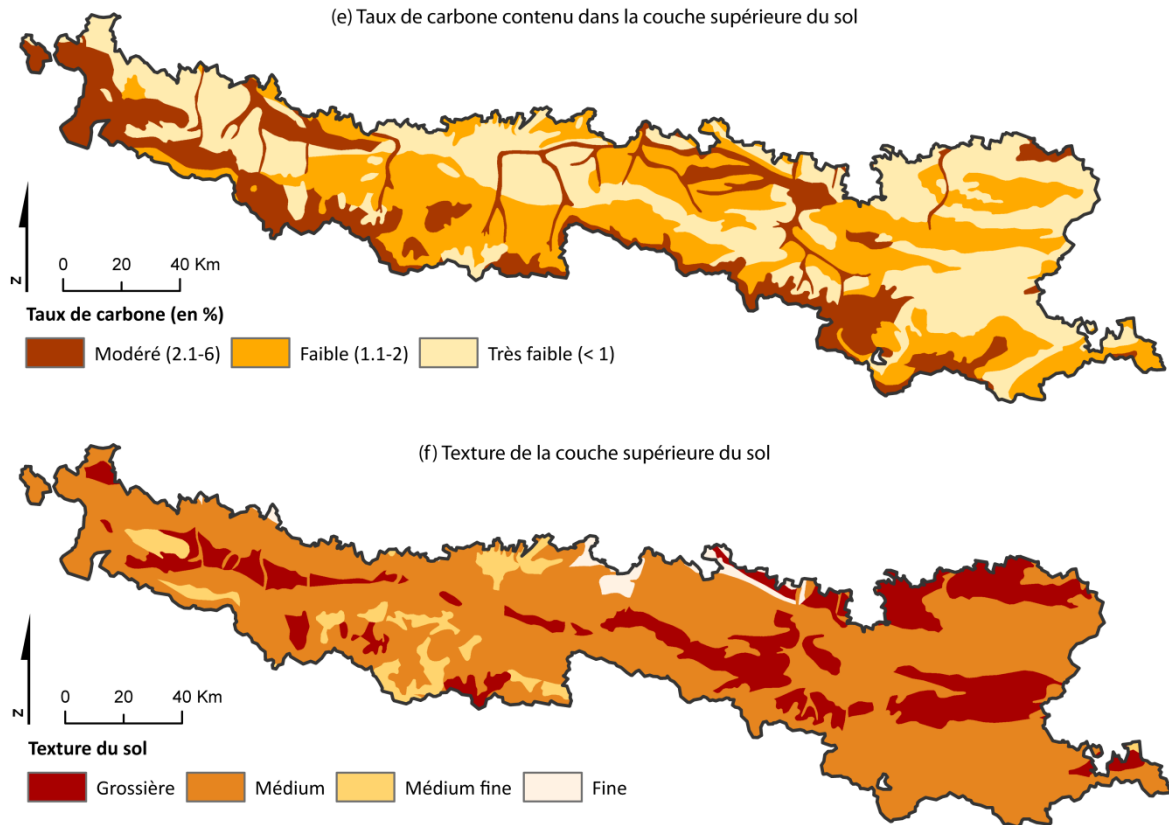 (e) Taux de carbone contenu dans la couche supérieure du sol
N
0 20 40 Km
Taux de carbone (en %)
Modéré (2.1-6) Faible (1.1-2) Très faible (< 1)
(f) Texture de la couche supérieure du sol
N
0 20 40 Km
Texture du sol
Grossière Médium Médium fine Fine